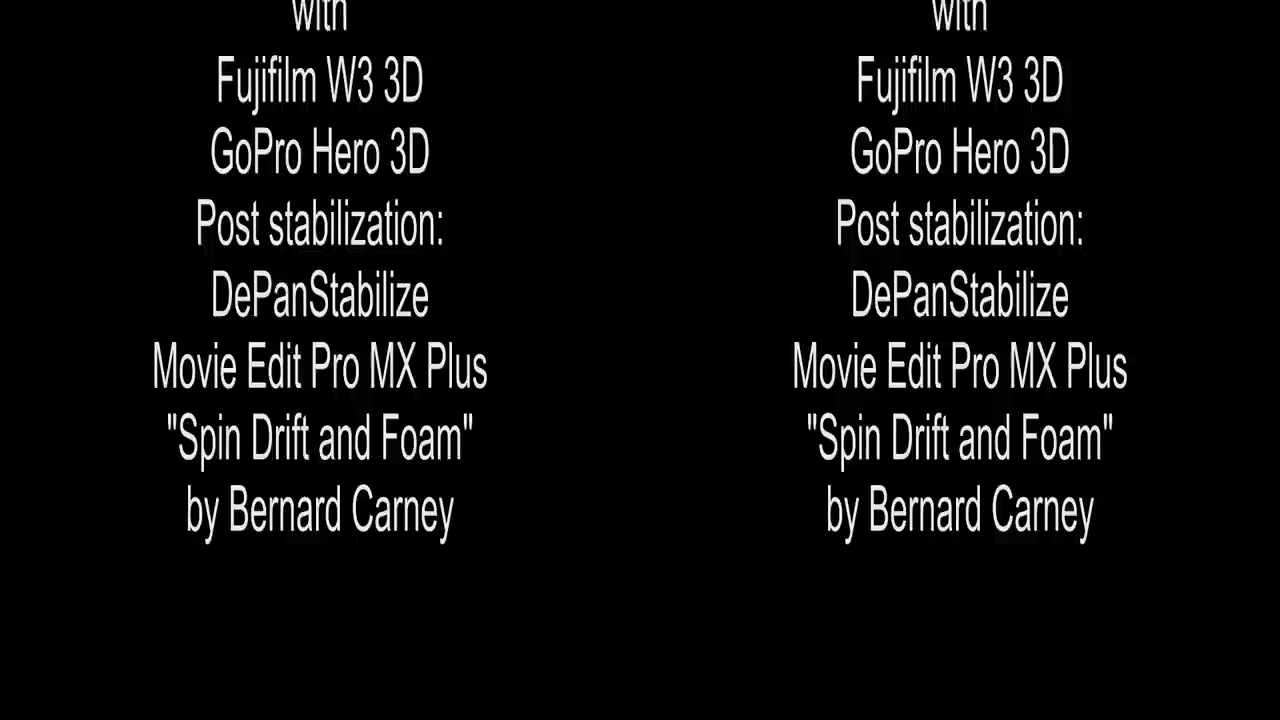 with
with
Fujifilm W3 3D
Fujifilm W3 3D
GoPro Hero 3D
GoPro Hero 3D
Post stabilization:
Post stabilization:
DePanStabilize
DePanStabilize
Movie Edit Pro MX Plus
Movie Edit Pro MX Plus
"Spin Drift and Foam"
"Spin Drift and Foam"
by Bernard Carney
by Bernard Carney